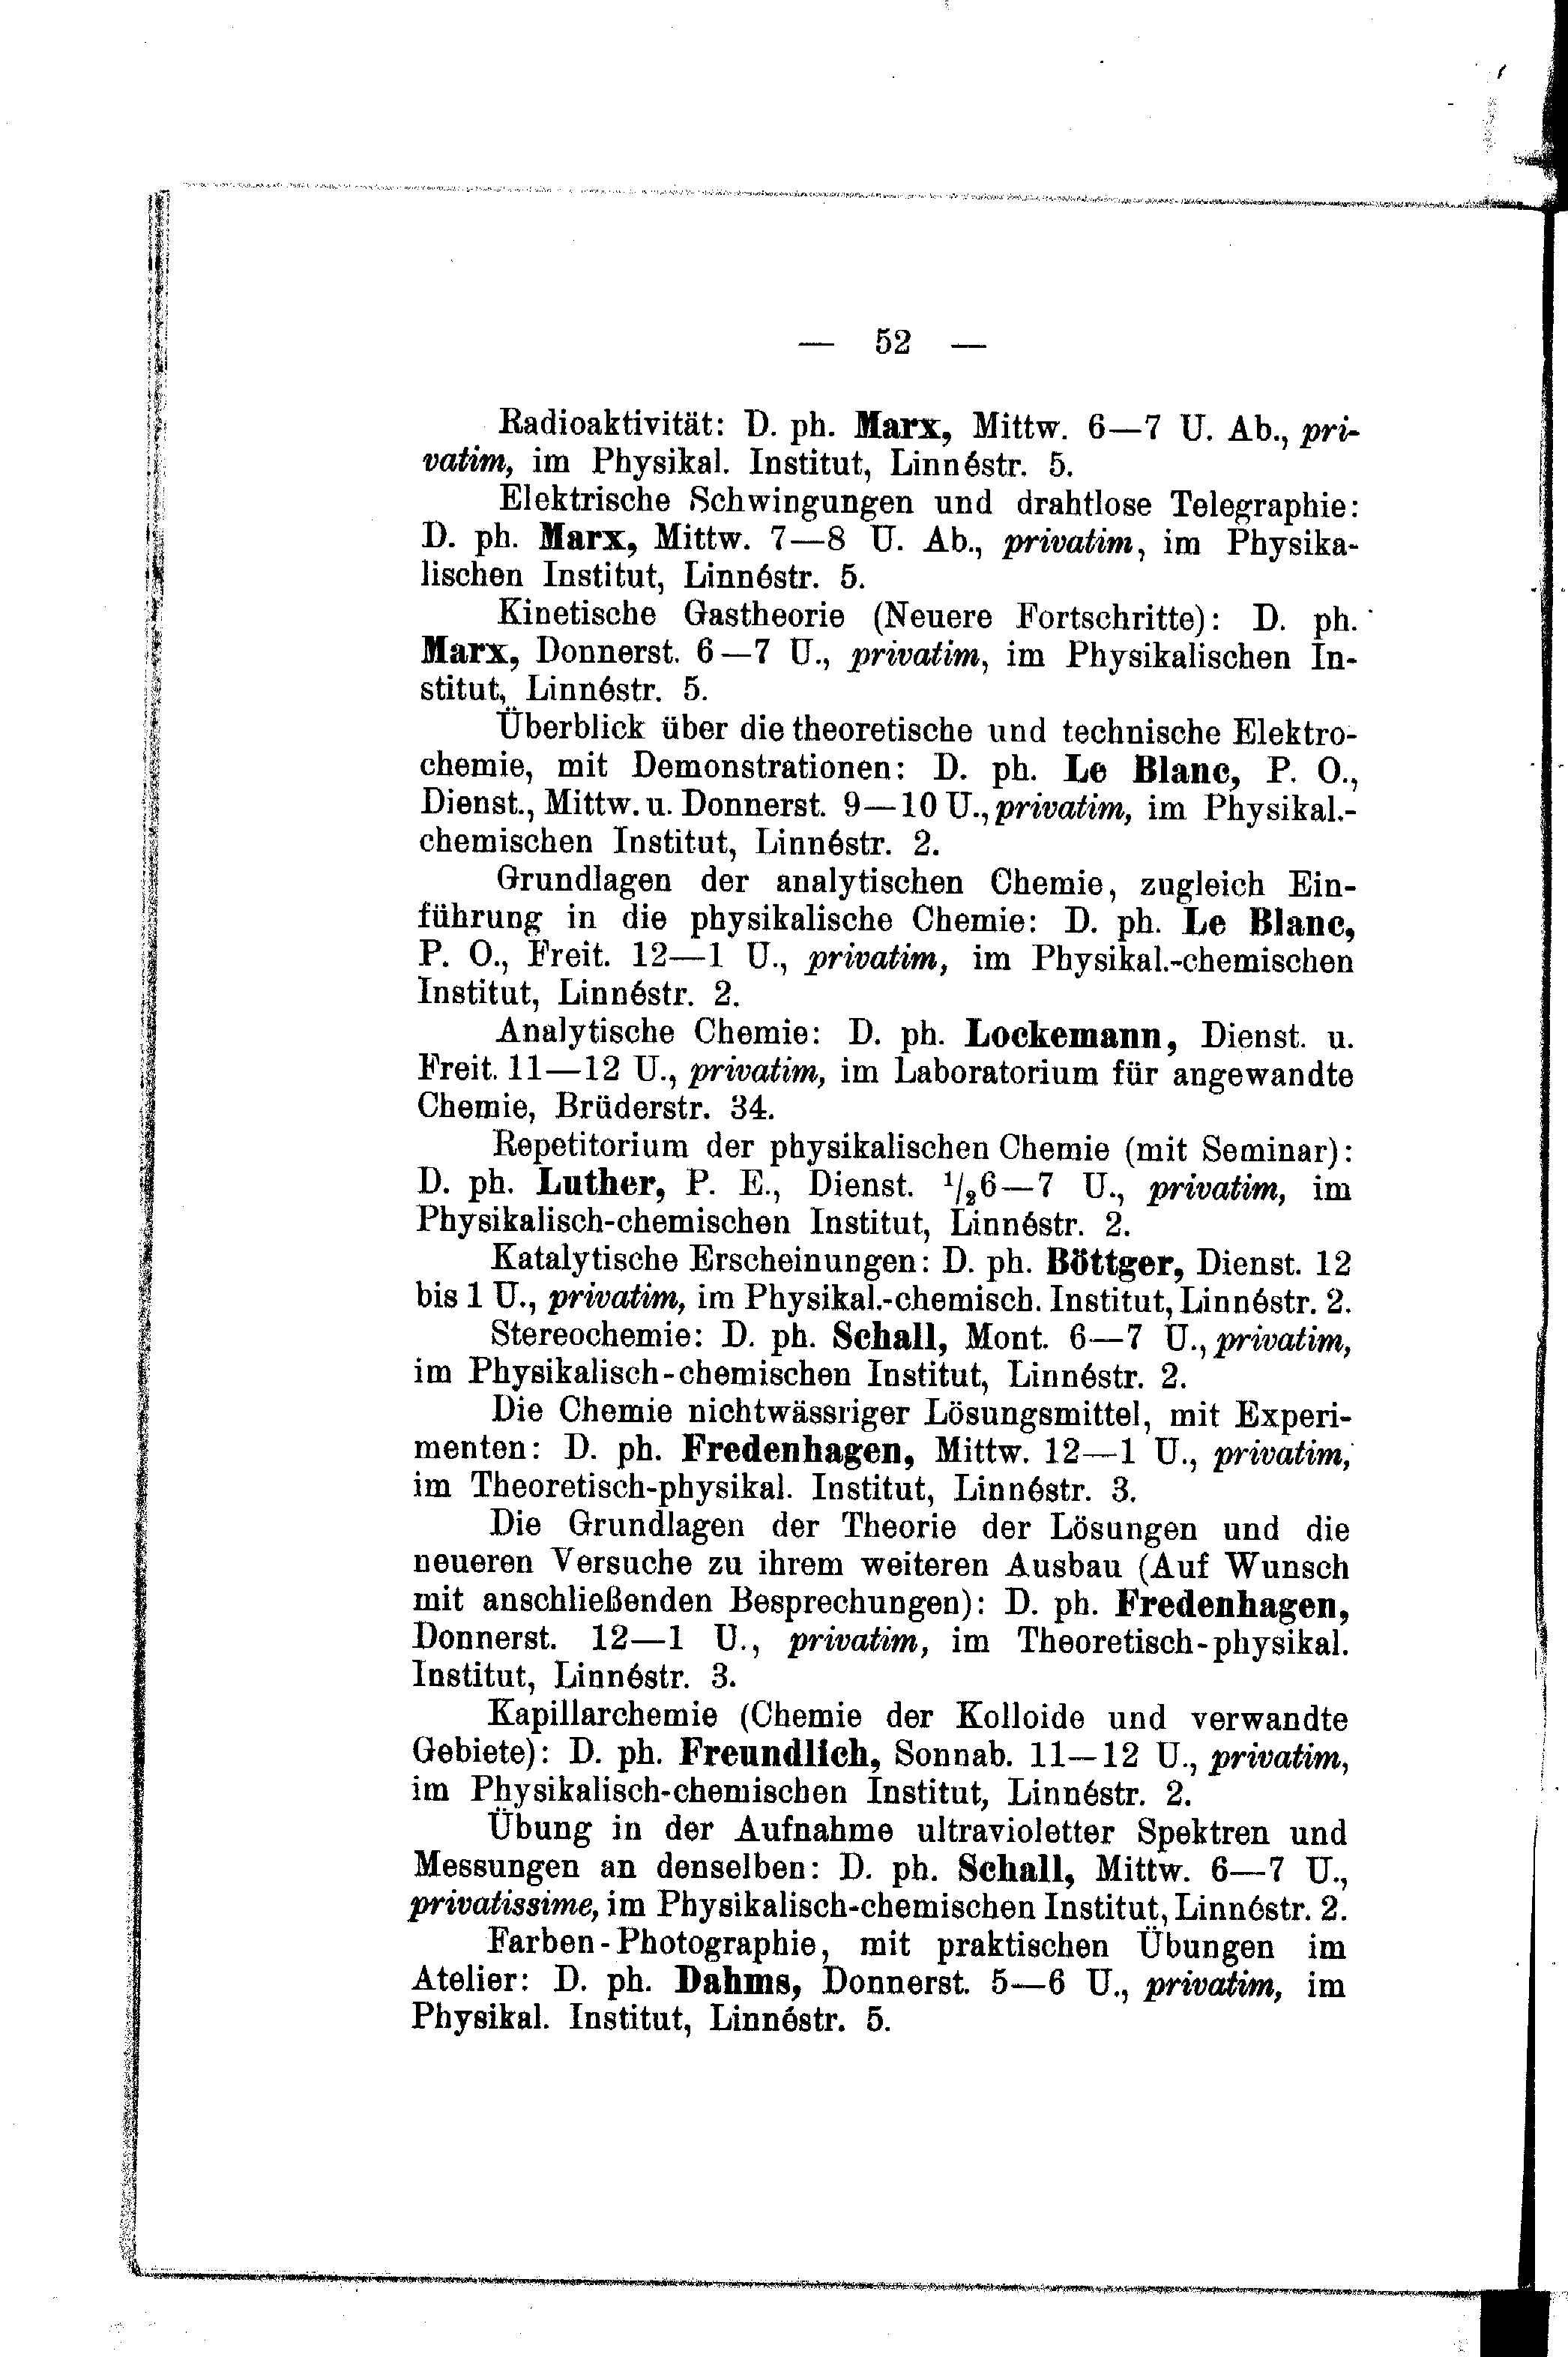 — 52 —
Radioaktivität: D. ph. Marx, Mittw. 6—7 U. Ab., pri-
vatim, im Physikal. Institut, Linnéstr. 5.
Elektrische Schwingungen und drahtlose Telegraphie:
D. ph. Marx, Mittw. 7—8 U. Ab., privatim, im Physika-
lischen Institut, Linnéstr. 5.
Kinetische Gastheorie (Neuere Fortschritte): D. ph.
Marx, Donnerst. 6—7 U., privatim, im Physikalischen In-
stitut, Linnéstr. 5.
Überblick über die theoretische und technische Elektro-
chemie, mit Demonstrationen: D. ph. Le Blanc, P. O.,
Dienst., Mittw. u. Donnerst. 9—10 U., privatim, im Physikal.-
chemischen Institut, Linnéstr. 2.
Grundlagen der analytischen Chemie, zugleich Ein-
führung in die physikalische Chemie: D. ph. Le Blanc,
P. O., Freit. 12—1 U., privatim, im Physikal.-chemischen
Institut, Linnéstr. 2.
Analytische Chemie: D. ph. Lockemann, Dienst. u.
Freit. 11—12 U., privatim, im Laboratorium für angewandte
Chemie, Brüderstr. 34.
Repetitorium der physikalischen Chemie (mit Seminar):
D. ph. Luther, P. E., Dienst. 1/26—7 U., privatim, im
Physikalisch-chemischen Institut, Linnéstr. 2.
Katalytische Erscheinungen: D. ph. Böttger, Dienst. 12
bis 1 U., privatim, im Physikal.-chemisch. Institut, Linnéstr. 2.
Stereochemie: D. ph. Schall, Mont. 6—7 U., privatim,
im Physikalisch-chemischen Institut, Linnéstr. 2.
Die Chemie nichtwässriger Lösungsmittel, mit Experi-
menten: D. ph. Fredenhagen, Mittw. 12—1 U., privatim,
im Theoretisch-physikal. Institut, Linnéstr. 3.
Die Grundlagen der Theorie der Lösungen und die
neueren Versuche zu ihrem weiteren Ausbau (Auf Wunsch
mit anschließenden Besprechungen): D. ph. Fredenhagen,
Donnerst. 12—1 U., privatim, im Theoretisch-physikal.
Institut, Linnéstr. 3.
Kapillarchemie (Chemie der Kolloide und verwandte
Gebiete): D. ph. Freundlich, Sonnab. 11—12 U., privatim,
im Physikalisch-chemischen Institut, Linnéstr. 2.
Übung in der Aufnahme ultravioletter Spektren und
Messungen an denselben: D. ph. Schall, Mittw. 6—7 U.,
privatissime, im Physikalisch-chemischen Institut, Linnéstr. 2.
Farben-Photographie, mit praktischen Übungen im
Atelier: D. ph. Dahms, Donnerst. 5—6 U., privatim, im
Physikal. Institut, Linnéstr. 5.